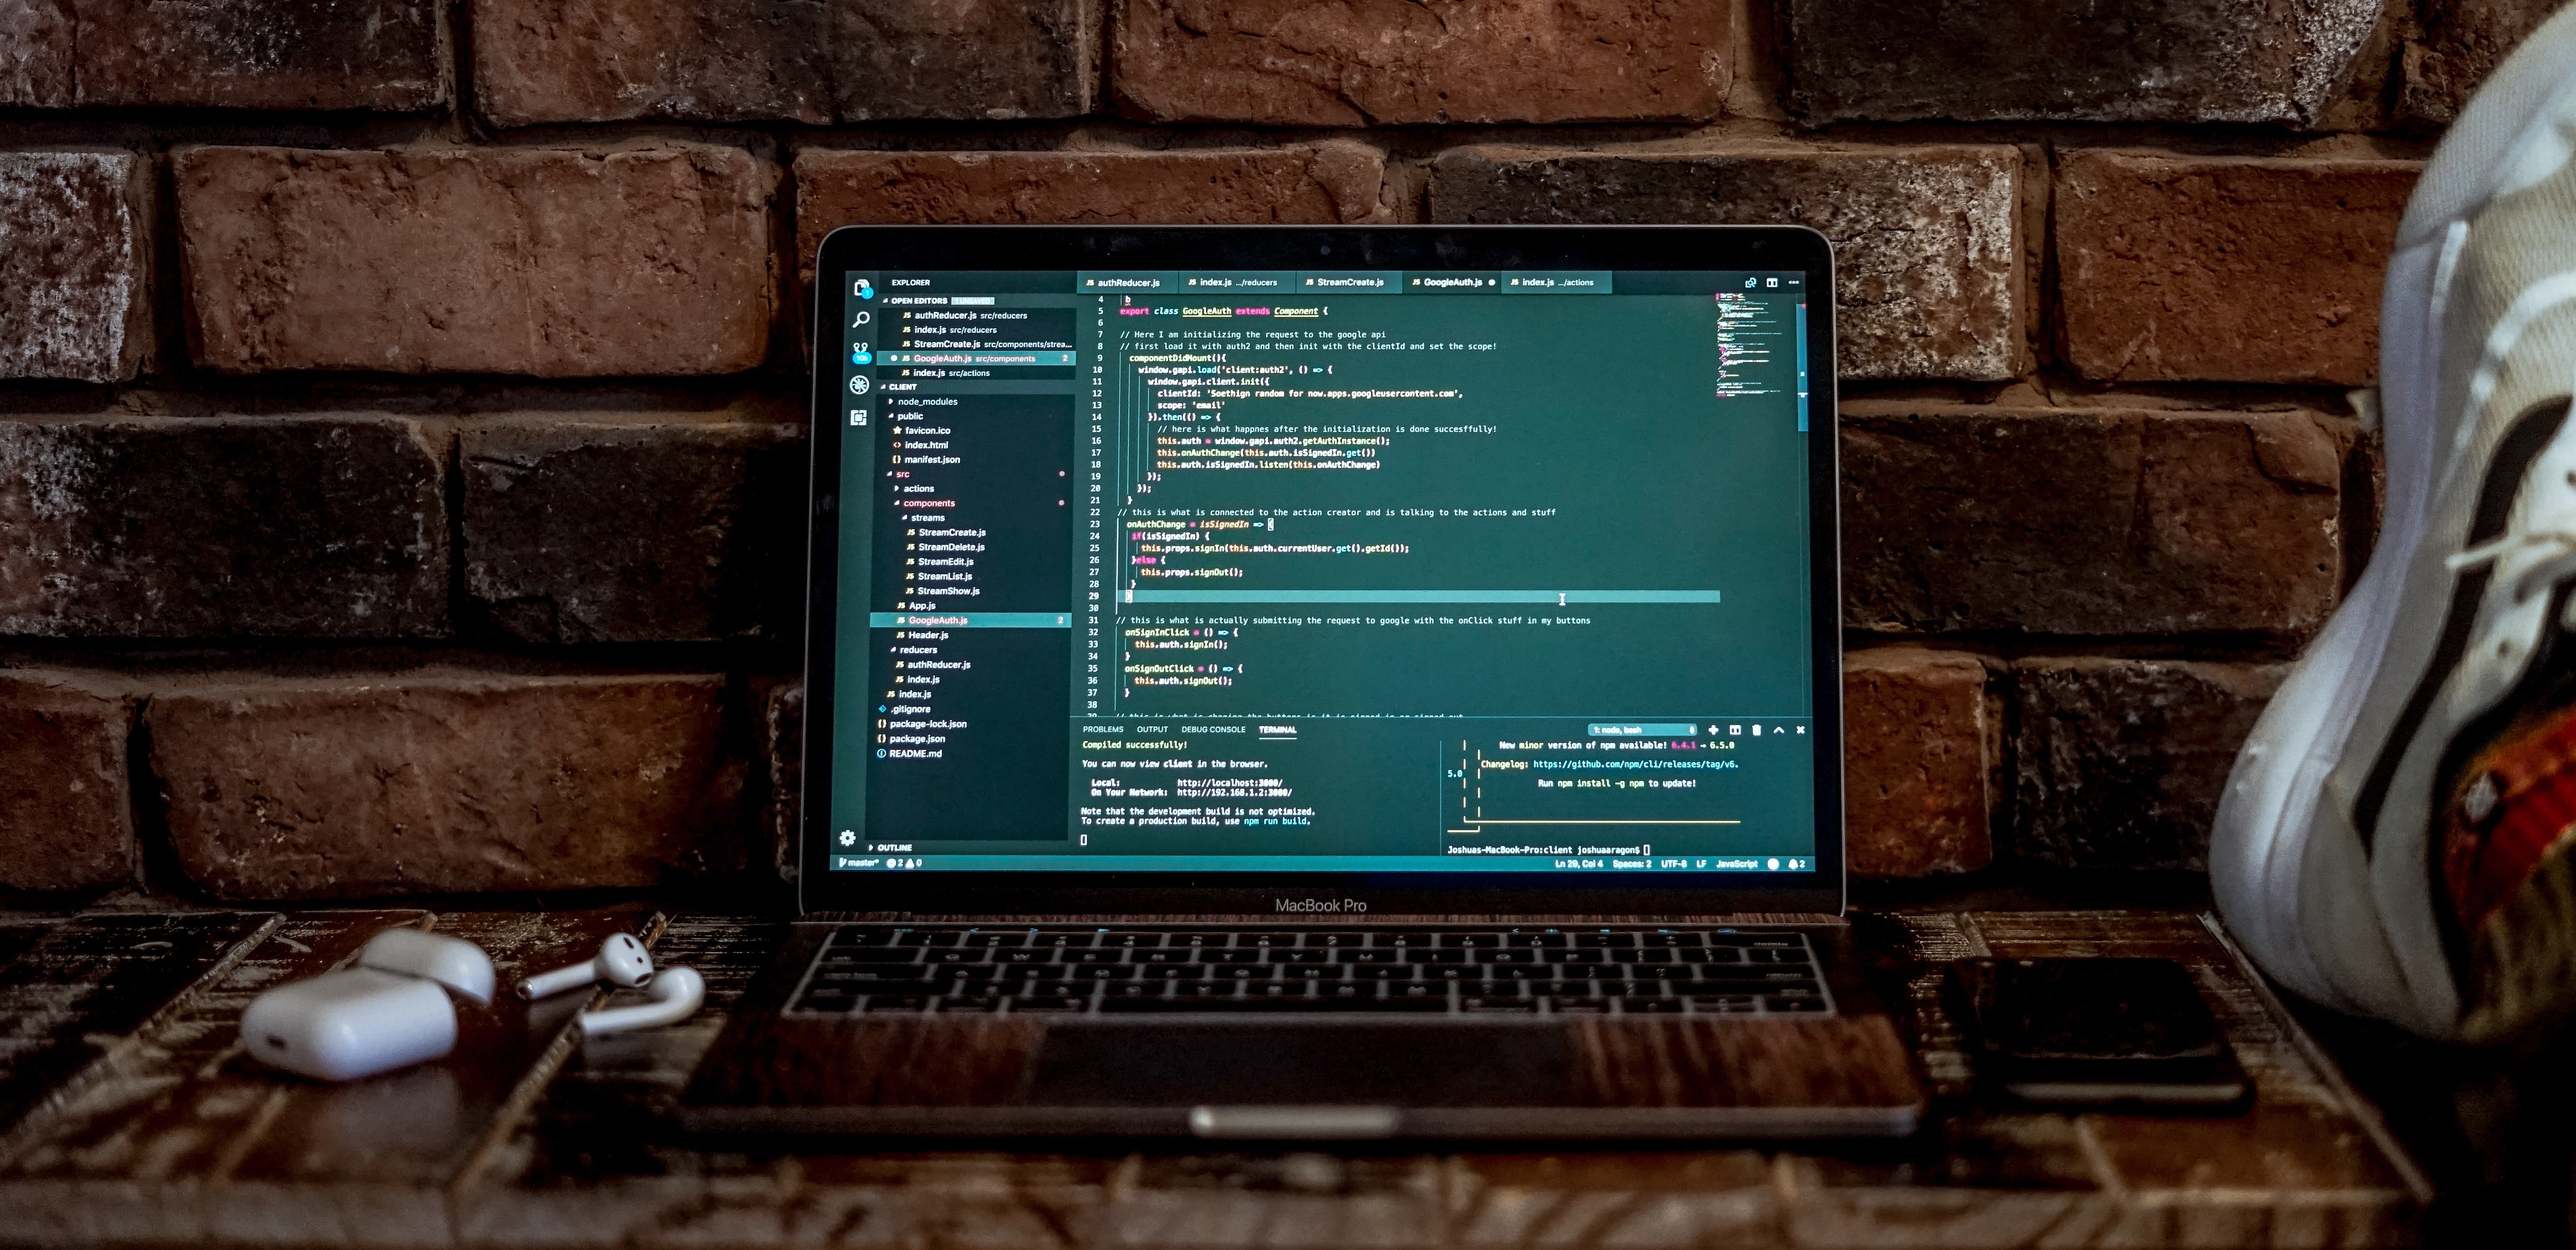 EXPLORER
OPEN EDITORS 1 UNSAVED
authReducer.js src/reducers
index.js src/reducers
StreamCreate.js src/components/strea...
GoogleAuth.js src/components 2
index.js src/actions
CLIENT
node_modules
public
favicon.ico
index.html
manifest.json
src
actions
components
streams
StreamCreate.js
StreamDelete.js
StreamEdit.js
StreamList.js
StreamShow.js
App.js
GoogleAuth.js 2
Header.js
reducers
authReducer.js
index.js
index.js
.gitignore
package-lock.json
package.json
README.md
OUTLINE
JS authReducer.js JS index.js .../reducers JS StreamCreate.js JS GoogleAuth.js JS index.js .../actions
4 b
5 export class GoogleAuth extends Component {
6
7 // Here I am initializing the request to the google api
8 // first load it with auth2 and then init with the clientId and set the scope!
9 componentDidMount(){
10 window.gapi.load('client:auth2', () => {
11 window.gapi.client.init({
12 clientId: 'Soethign random for now.apps.googleusercontent.com',
13 scope: 'email'
14 }).then(() => {
15 // here is what happnes after the initialization is done succesffully!
16 this.auth = window.gapi.auth2.getAuthInstance();
17 this.onAuthChange(this.auth.isSignedIn.get())
18 this.auth.isSignedIn.listen(this.onAuthChange)
19 });
20 });
21 }
22 // this is what is connected to the action creator and is talking to the actions and stuff
23 onAuthChange = isSignedIn => {
24 if(isSignedIn) {
25 this.props.signIn(this.auth.currentUser.get().getId());
26 }else {
27 this.props.signOut();
28 }
29 }
30
31 // this is what is actually submitting the request to google with the onClick stuff in my buttons
32 onSignInClick = () => {
33 this.auth.signIn();
34 }
35 onSignOutClick = () => {
36 this.auth.signOut();
37 }
38
PROBLEMS OUTPUT DEBUG CONSOLE TERMINAL 1: node, bash
Compiled successfully!
You can now view client in the browser.
Local: http://localhost:3000/
On Your Network: http://192.168.1.2:3000/
Note that the development build is not optimized.
To create a production build, use npm run build.
New minor version of npm available! 6.4.1 → 6.5.0
Changelog: https://github.com/npm/cli/releases/tag/v6.
5.0
Run npm install -g npm to update!
Joshuas-MacBook-Pro:client joshuaaragon$
master* 2 0 Ln 29, Col 4 Spaces: 2 UTF-8 LF JavaScript 2
MacBook Pro